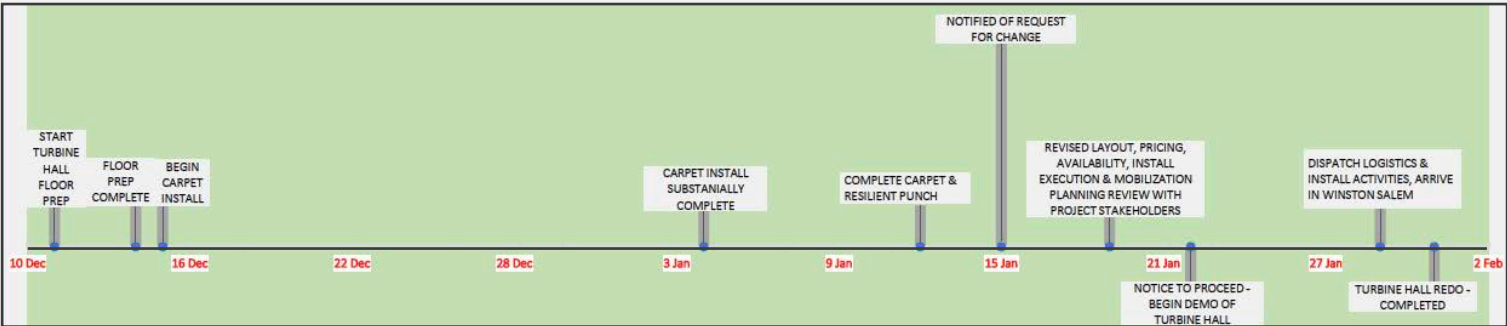 NOTIFIED OF REQUEST
FOR CHANGE
START
TURBINE
HALL
FLOOR
PREP
FLOOR
PREP
COMPLETE
BEGIN
CARPET
INSTALL
CARPET INSTALL
SUBSTANIALLY
COMPLETE
COMPLETE CARPET &
RESILIENT PUNCH
REVISED LAYOUT, PRICING,
AVAILABILITY, INSTALL
EXECUTION & MOBILIZATION
PLANNING REVIEW WITH
PROJECT STAKEHOLDERS
DISPATCH LOGISTICS &
INSTALL ACTIVITIES, ARRIVE
IN WINSTON SALEM
10 Dec
16 Dec
22 Dec
28 Dec
3 Jan
9 Jan
15 Jan
21 Jan
27 Jan
2 Feb
NOTICE TO PROCEED -
BEGIN DEMO OF
TURBINE HALL
TURBINE HALL REDO -
COMPLETED